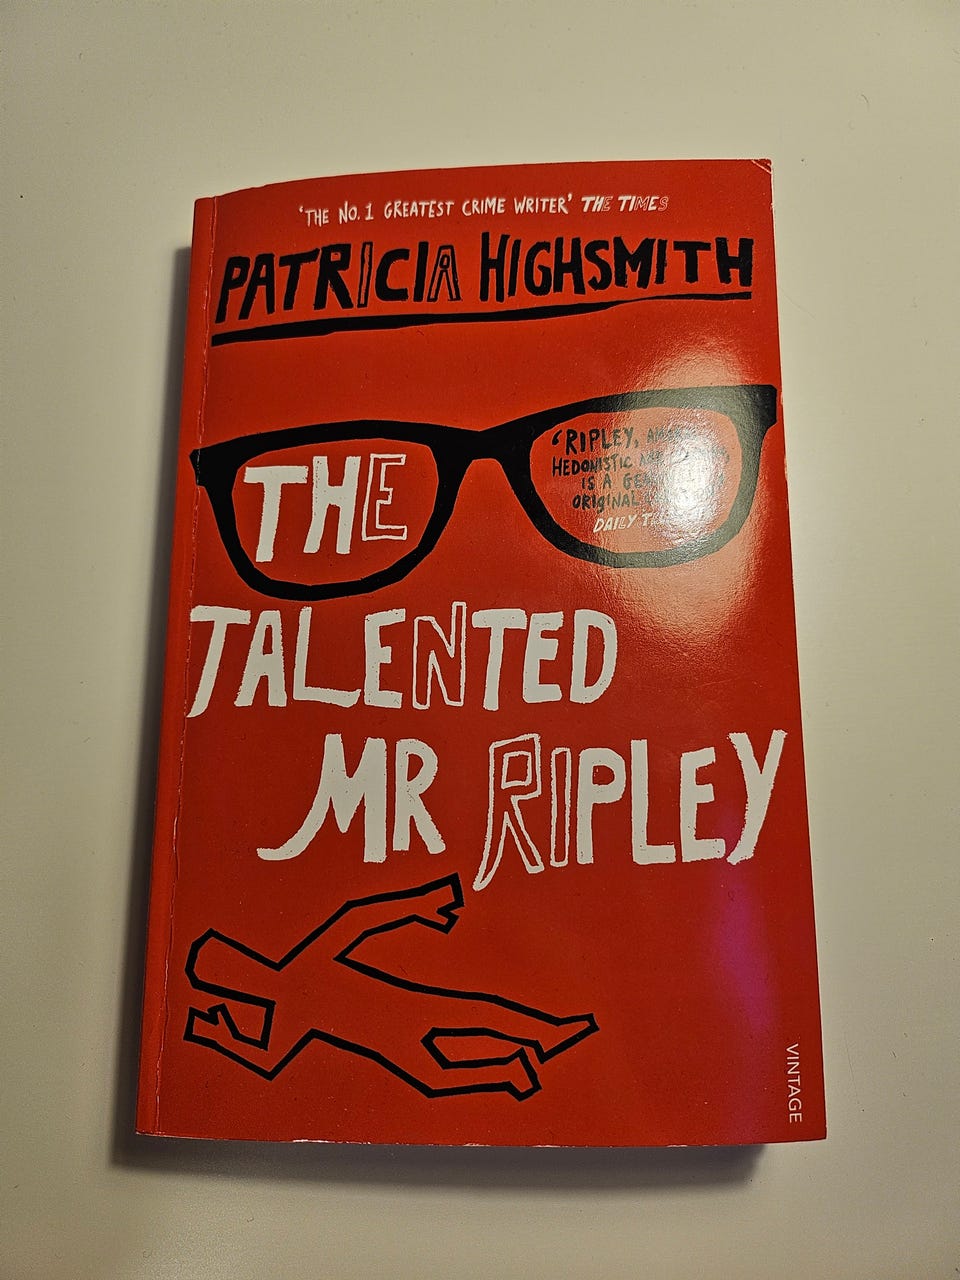 'THE NO. 1 GREATEST CRIME WRITER' THE TIMES
PATRICIA HIGHSMITH
THE
'RIPLEY,
HEDONISTIC
IS A
ORIGINAL
DAILY
TALENTED
MR RIPLEY
VINTAGE